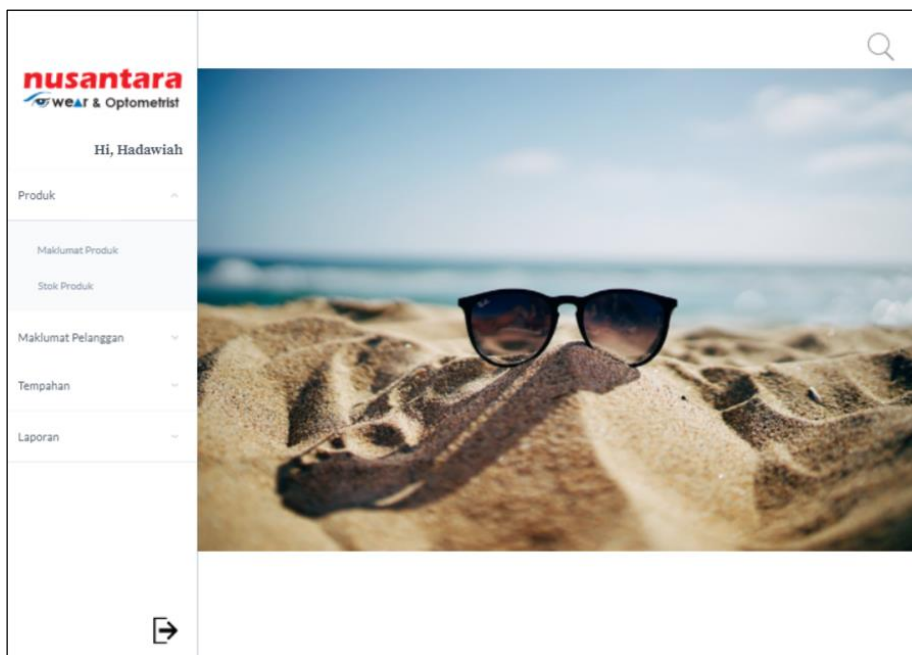 nusantara
wear & Optometrist
Hi, Hadawiah
Produk
Maklumat Produk
Stok Produk
Maklumat Pelanggan
Tempahan
Laporan